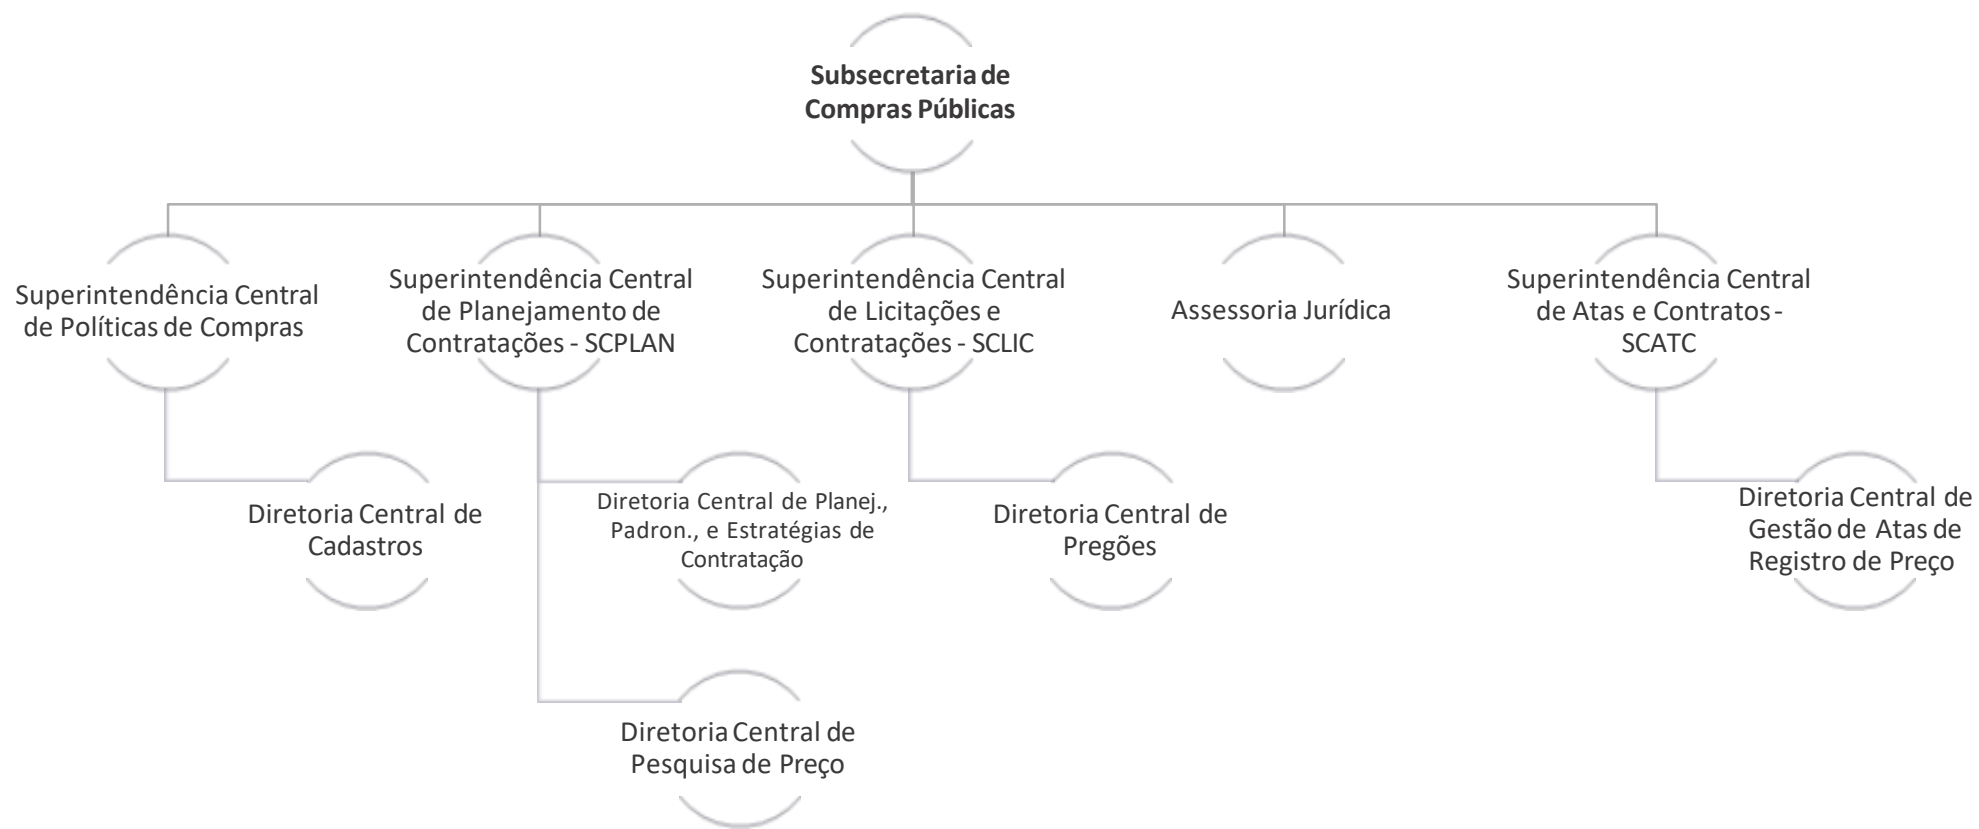 Subsecretaria de
Compras Públicas
Superintendência Central
de Políticas de Compras
Superintendência Central
de Planejamento de
Contratações - SCPLAN
Superintendência Central
de Licitações e
Contratações - SCLIC
Assessoria Jurídica
Superintendência Central
de Atas e Contratos -
SCATC
Diretoria Central de
Cadastros
Diretoria Central de Planej.,
Padron., e Estratégias de
Contratação
Diretoria Central de
Pregões
Diretoria Central de
Gestão de Atas de
Registro de Preço
Diretoria Central de
Pesquisa de Preço